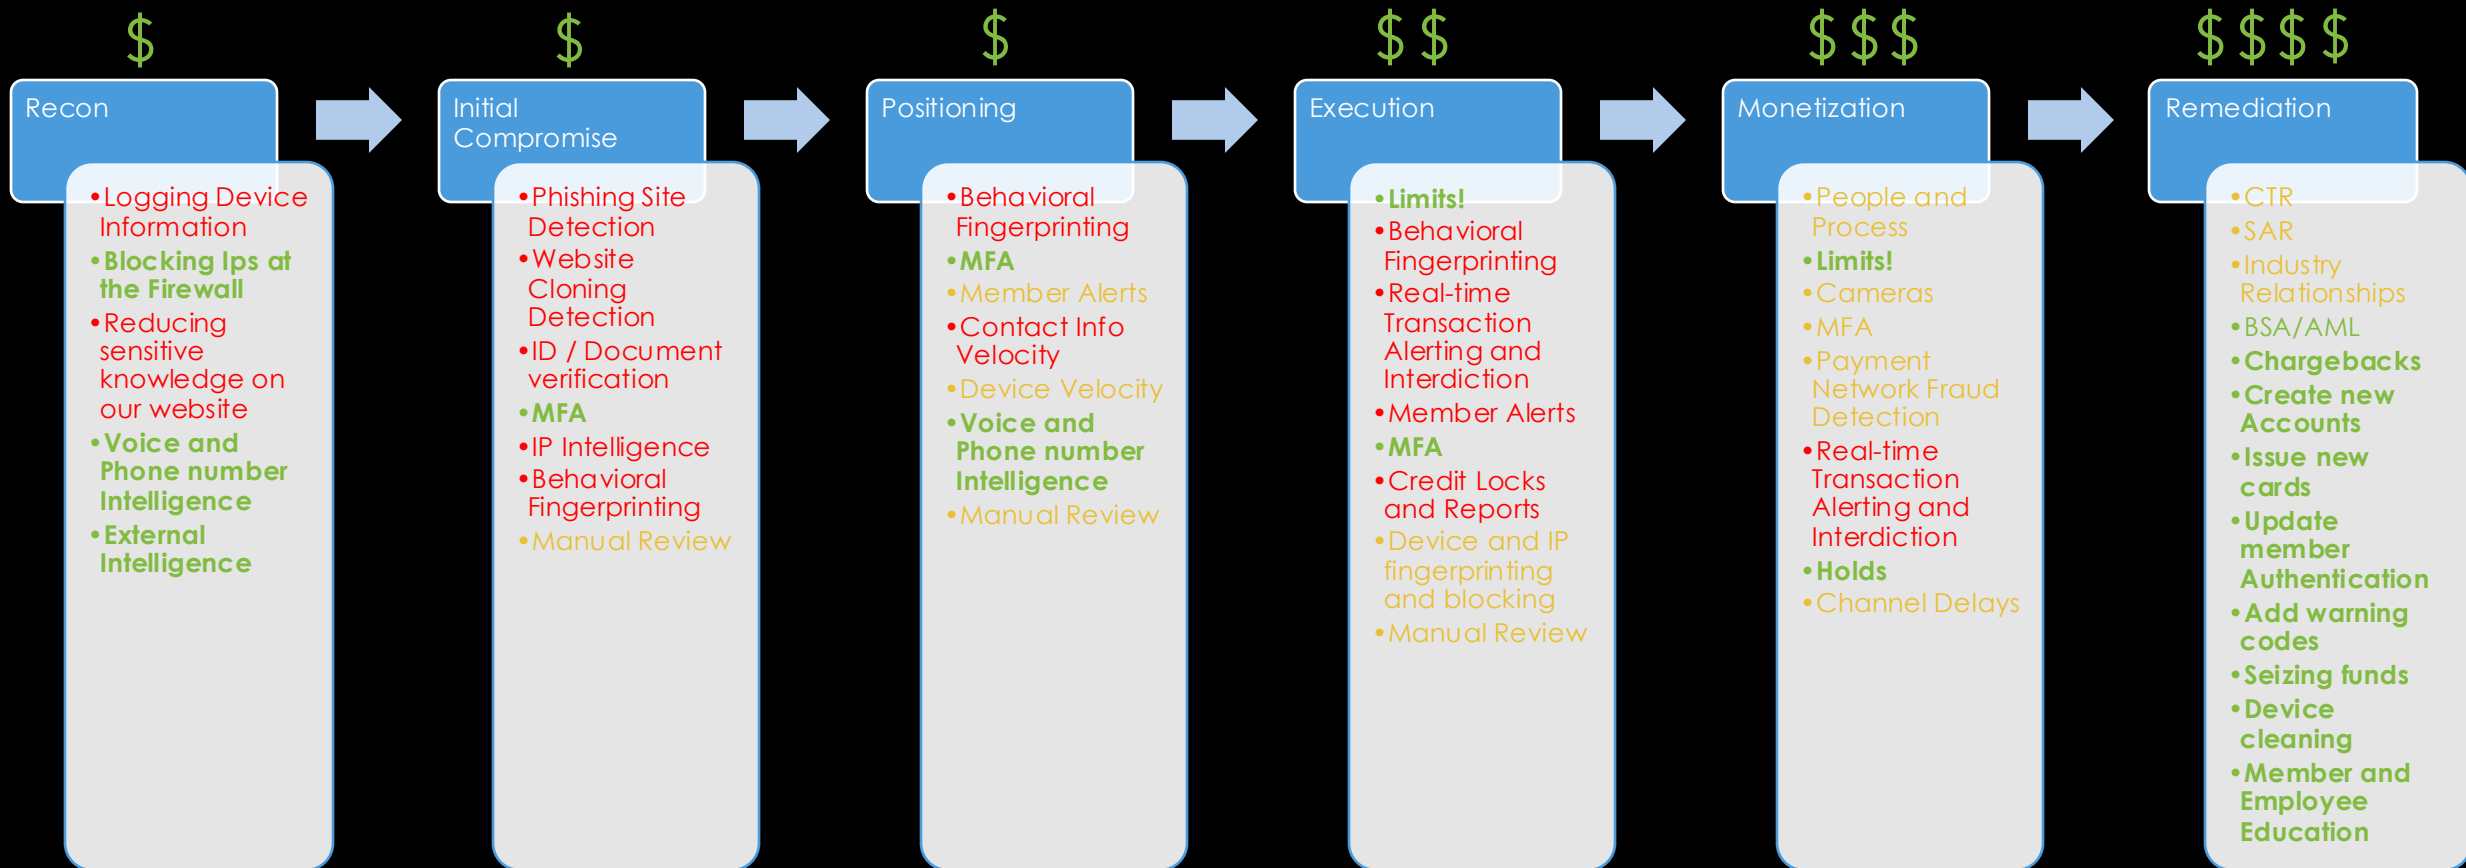 $
Recon
•Logging Device
Information
•Blocking Ips at
the Firewall
•Reducing
sensitive
knowledge on
our website
•Voice and
Phone number
Intelligence
•External
Intelligence
$
Initial
Compromise
•Phishing Site
Detection
•Website
Cloning
Detection
•ID / Document
verification
•MFA
•IP Intelligence
•Behavioral
Fingerprinting
•Manual Review
$
Positioning
•Behavioral
Fingerprinting
•MFA
•Member Alerts
•Contact Info
Velocity
•Device Velocity
•Voice and
Phone number
Intelligence
•Manual Review
$$
Execution
•Limits!
•Behavioral
Fingerprinting
•Real-time
Transaction
Alerting and
Interdiction
•Member Alerts
•MFA
•Credit Locks
and Reports
•Device and IP
fingerprinting
and blocking
•Manual Review
$$$
Monetization
•People and
Process
•Limits!
•Cameras
•MFA
•Payment
Network Fraud
Detection
•Real-time
Transaction
Alerting and
Interdiction
•Holds
•Channel Delays
$$$$
Remediation
•CTR
•SAR
•Industry
Relationships
•BSA/AML
•Chargebacks
•Create new
Accounts
•Issue new
cards
•Update
member
Authentication
•Add warning
codes
•Seizing funds
•Device
cleaning
•Member and
Employee
Education